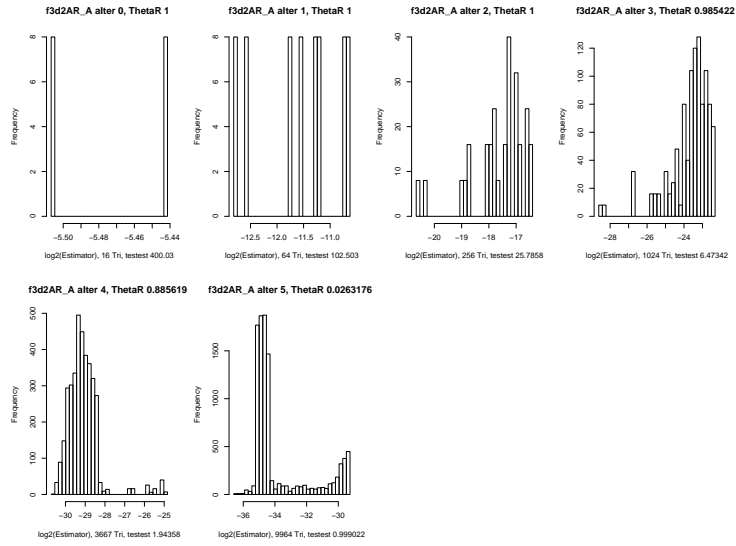 f3d2AR_A alter 0, ThetaR 1
Frequency
0 2 4 6 8
−5.50 −5.48 −5.46 −5.44
log2(Estimator), 16 Tri, testest 400.03
f3d2AR_A alter 1, ThetaR 1
Frequency
0 2 4 6 8
−12.5 −12.0 −11.5 −11.0
log2(Estimator), 64 Tri, testest 102.503
f3d2AR_A alter 2, ThetaR 1
Frequency
0 10 20 30 40
−20 −19 −18 −17
log2(Estimator), 256 Tri, testest 25.7858
f3d2AR_A alter 3, ThetaR 0.985422
Frequency
0 20 40 60 80 100 120
−28 −26 −24
log2(Estimator), 1024 Tri, testest 6.47342
f3d2AR_A alter 4, ThetaR 0.885619
Frequency
0 100 200 300 400 500
−30 −29 −28 −27 −26 −25
log2(Estimator), 3667 Tri, testest 1.94358
f3d2AR_A alter 5, ThetaR 0.0263176
Frequency
0 500 1000 1500
−36 −34 −32 −30
log2(Estimator), 9964 Tri, testest 0.999022